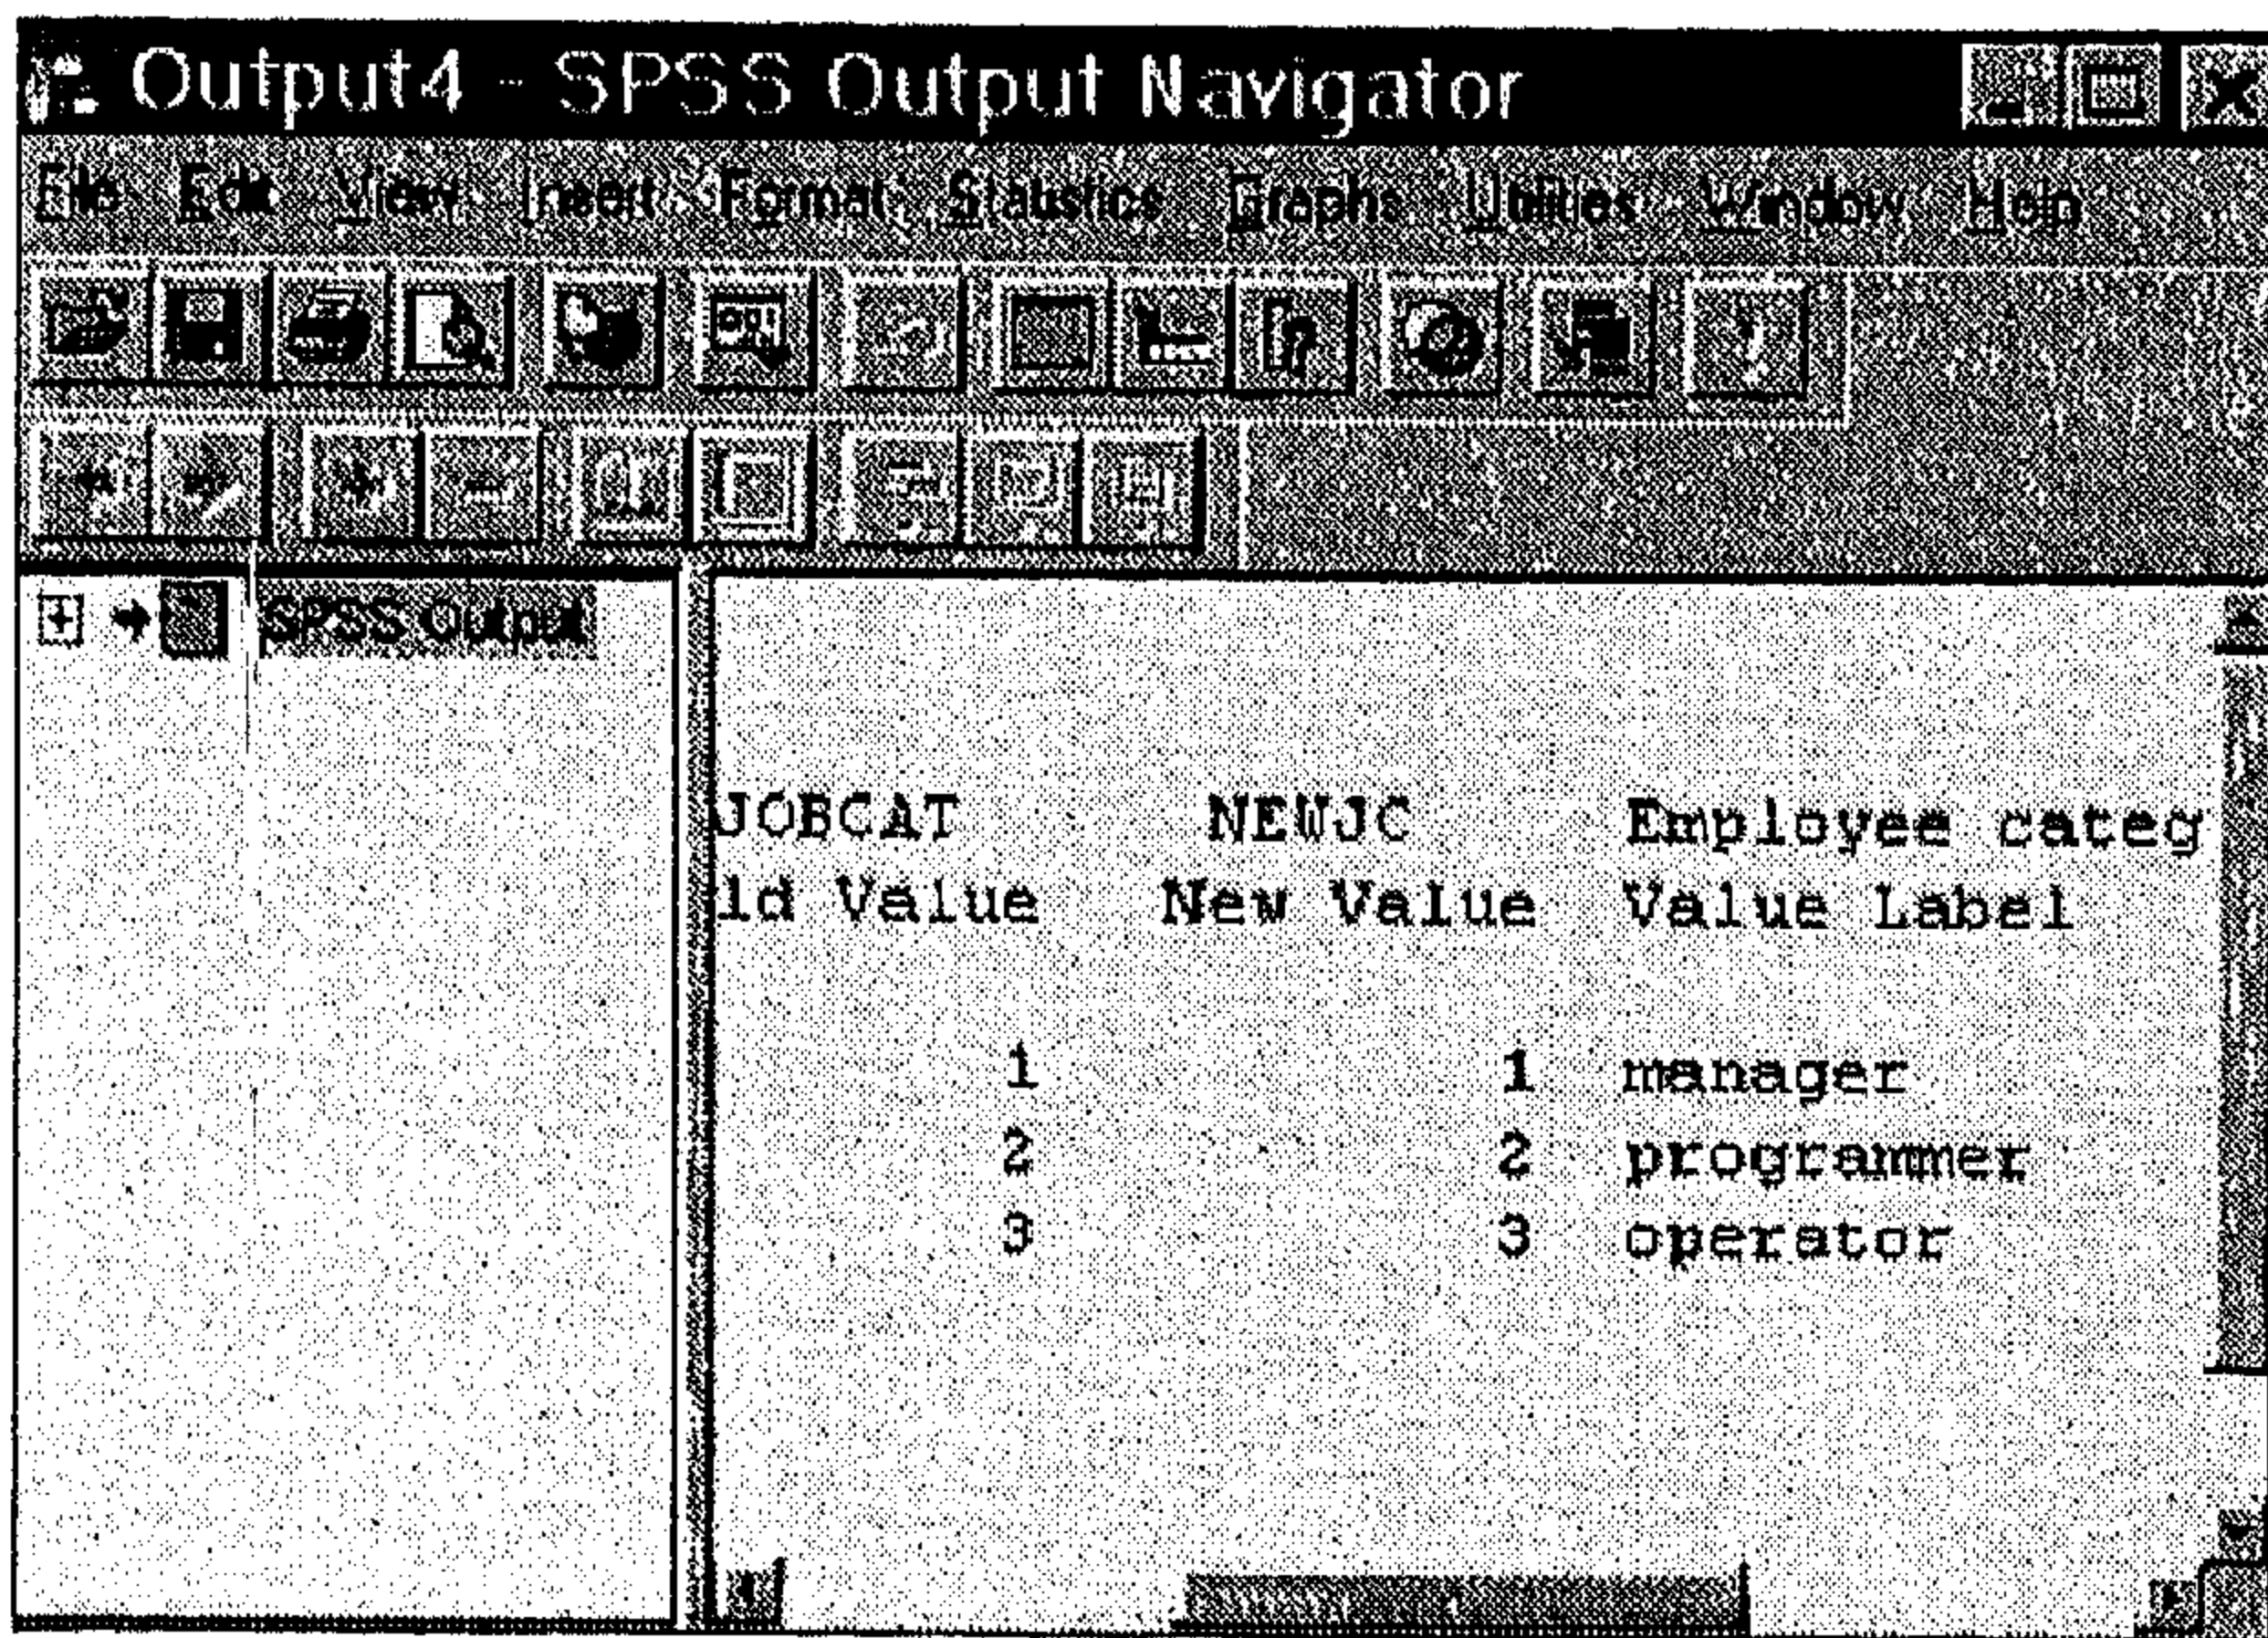 Output4 - SPSS Output Navigator
File Edit View Insert Format Statistics Graphs Utilities Window Help
SPSS Output
JOBCAT NEWJC Employee categ
ld Value New Value Value Label
1 1 manager
2 2 programmer
3 3 operator